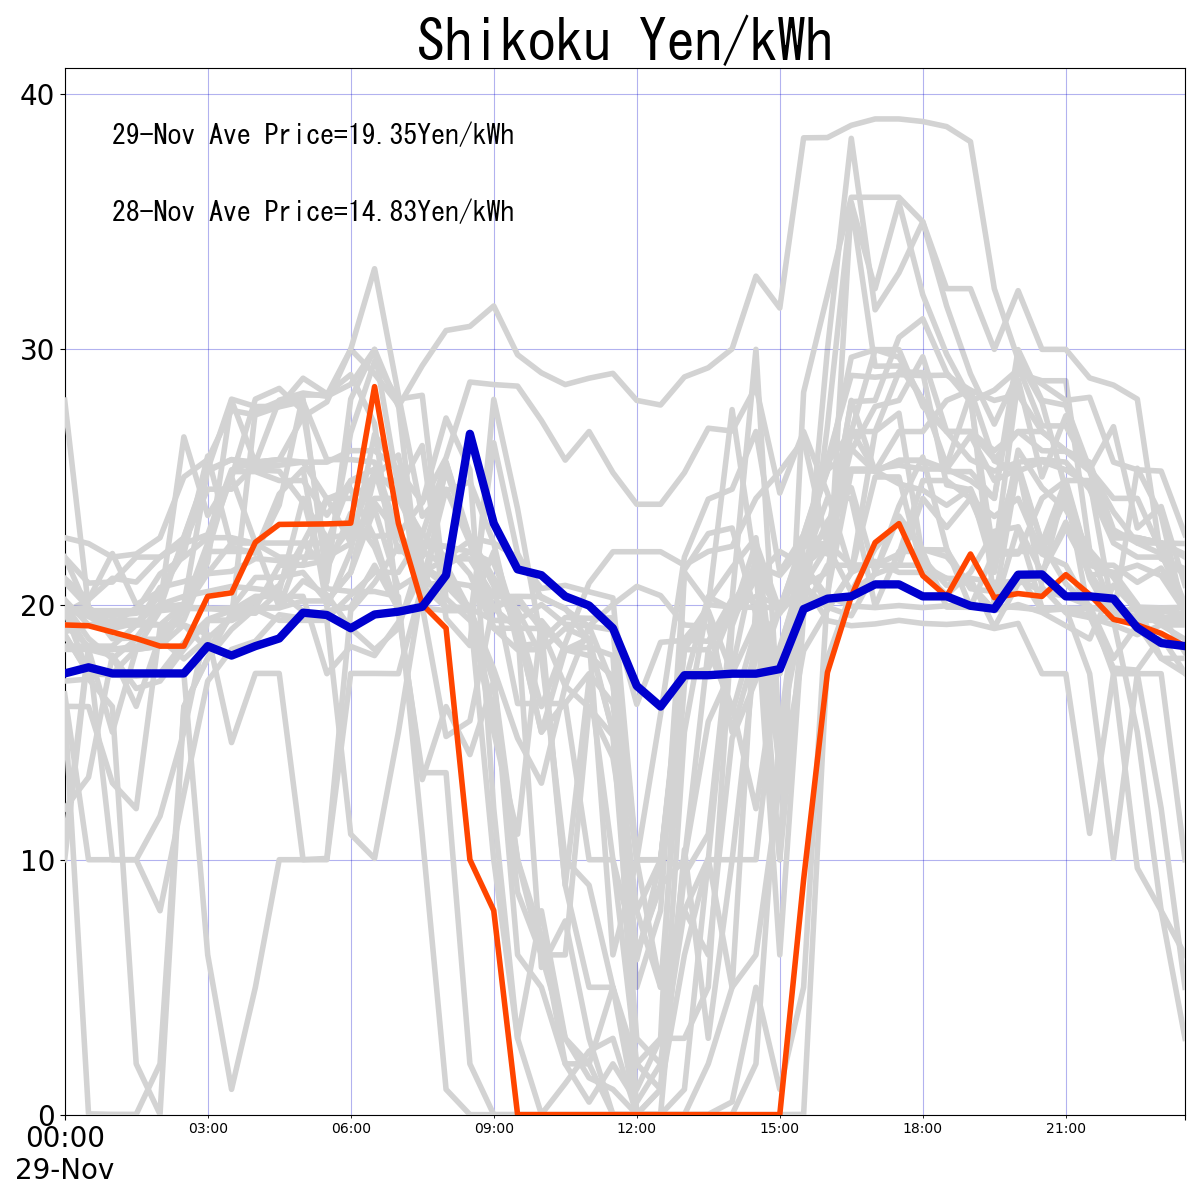 Shikoku Yen/kWh
40
29-Nov Ave Price=19.35Yen/kWh
28-Nov Ave Price=14.83Yen/kWh
30
20
10
0
00:00 03:00 06:00 09:00 12:00 15:00 18:00 21:00
29-Nov